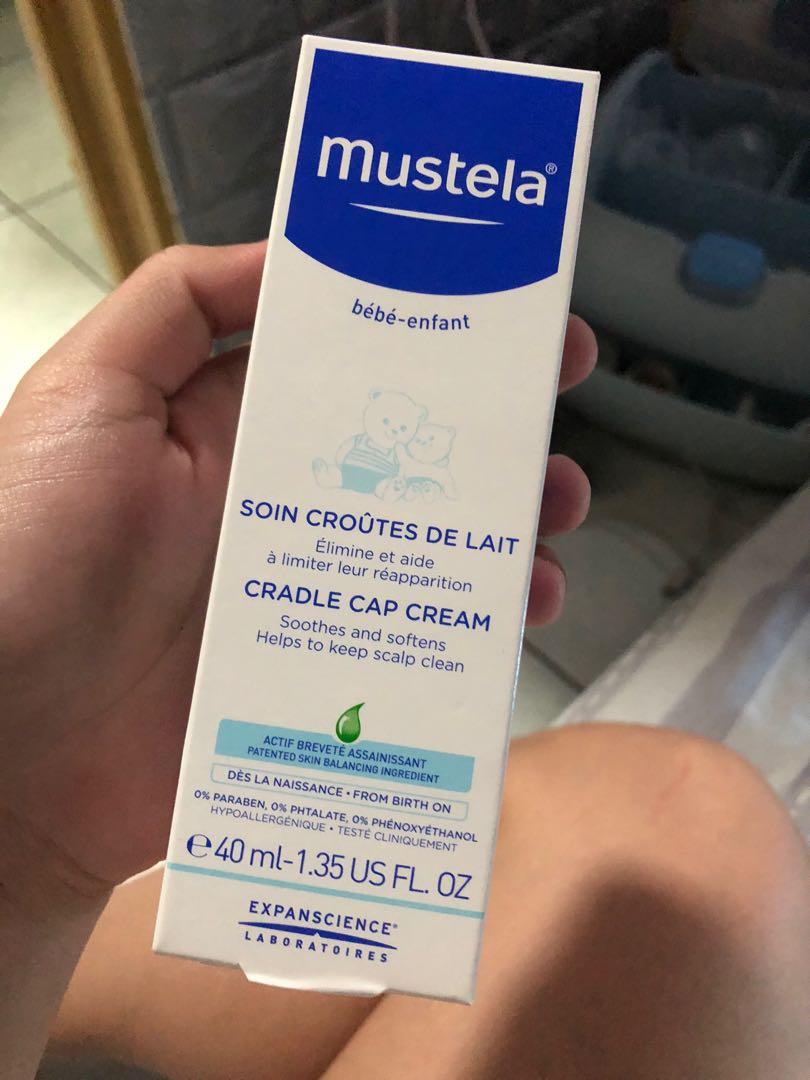 mustela®
bébé-enfant
SOIN CROÛTES DE LAIT
Élimine et aide
à limiter leur réapparition
CRADLE CAP CREAM
Soothes and softens
Helps to keep scalp clean
ACTIF BREVETÉ ASSAINISSANT
PATENTED SKIN BALANCING INGREDIENT
DÈS LA NAISSANCE • FROM BIRTH ON
0% PARABEN, 0% PHTALATE, 0% PHÉNOXYÉTHANOL
HYPOALLERGÉNIQUE • TESTÉ CLINIQUEMENT
℮40 ml-1.35 US FL. OZ
EXPANSCIENCE®
LABORATOIRES